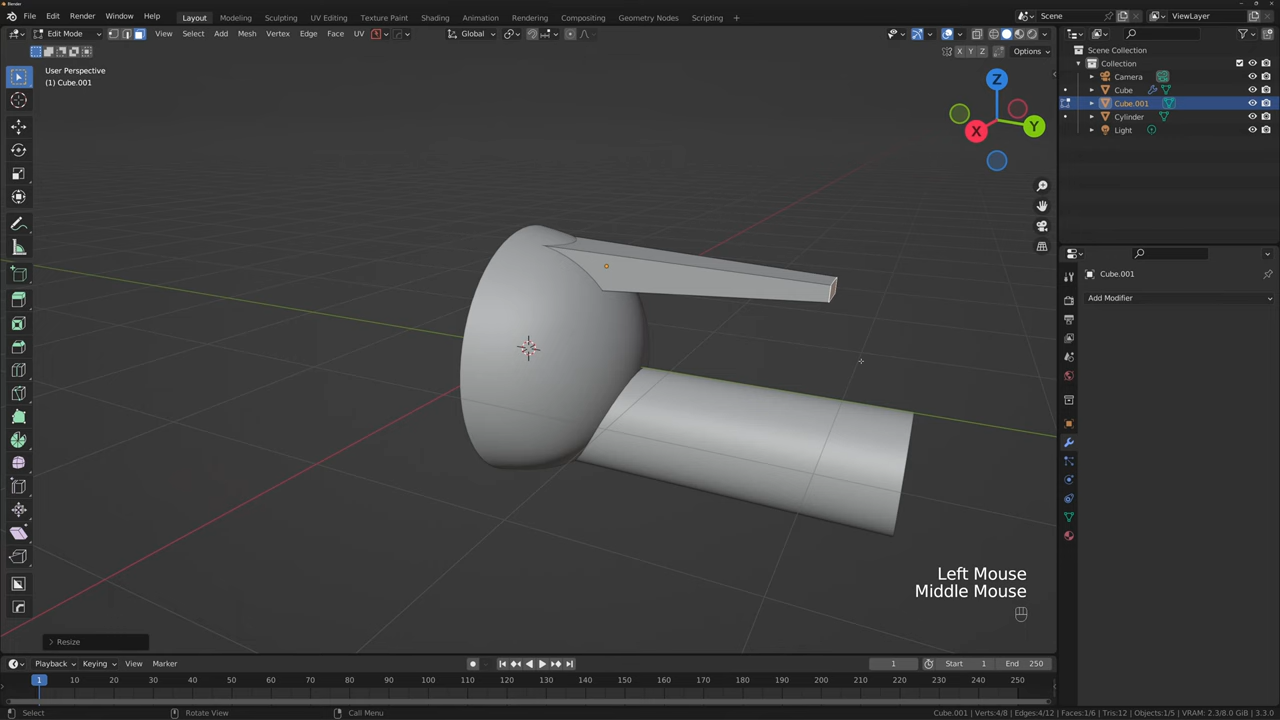 Blender
File Edit Render Window Help
Layout Modeling Sculpting UV Editing Texture Paint Shading Animation Rendering Compositing Geometry Nodes Scripting +
Scene
ViewLayer
Edit Mode
View Select Add Mesh Vertex Edge Face UV
Global
X Y Z
Options
User Perspective
(1) Cube.001
Z
X
Y
Scene Collection
Collection
Camera
Cube
Cube.001
Cylinder
Light
Cube.001
Add Modifier
Left Mouse
Middle Mouse
Resize
Playback Keying View Marker
1
Start 1
End 250
1 10 20 30 40 50 60 70 80 90 100 110 120 130 140 150 160 170 180 190 200 210 220 230 240 250
Select
Rotate View
Call Menu
Cube.001 | Verts:4/8 | Edges:4/12 | Faces:1/6 | Tris:12 | Objects:1/5 | VRAM: 2.3/8.0 GiB | 3.3.0